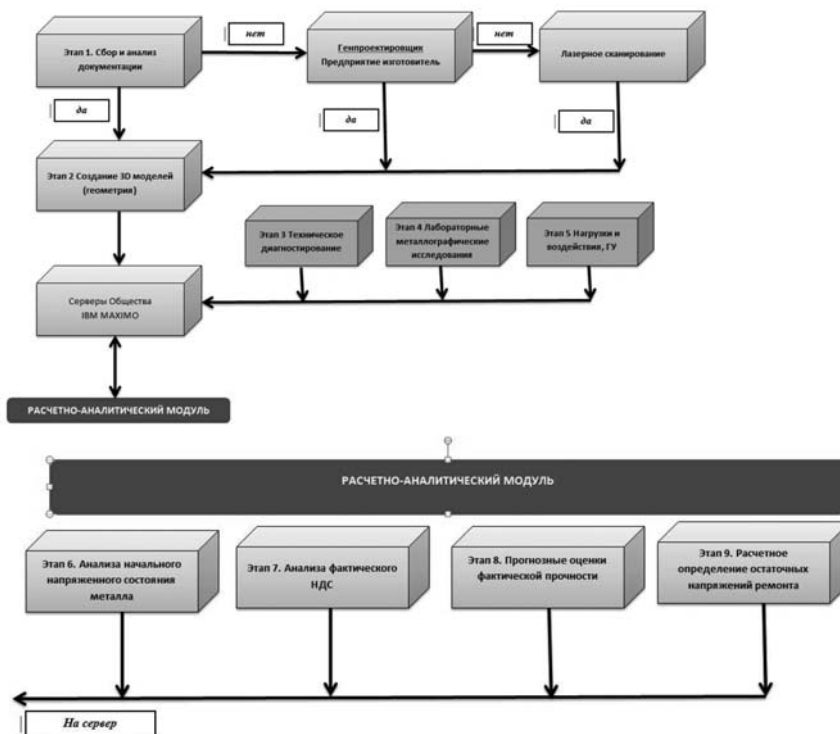 Этап 1. Сбор и анализ
документации
нет
Генпроектировщик
Предприятие изготовитель
нет
Лазерное сканирование
да
да
да
Этап 2 Создание 3D моделей
(геометрия)
Этап 3 Техническое
диагностирование
Этап 4 Лабораторные
металлографические
исследования
Этап 5 Нагрузки и
воздействия, ГУ
Серверы Общества
IBM MAXIMO
РАСЧЕТНО-АНАЛИТИЧЕСКИЙ МОДУЛЬ
РАСЧЕТНО-АНАЛИТИЧЕСКИЙ МОДУЛЬ
Этап 6. Анализа начального
напряженного состояния
металла
Этап 7. Анализа фактического
НДС
Этап 8. Прогнозные оценки
фактической прочности
Этап 9. Расчетное
определение остаточных
напряжений ремонта
На сервер